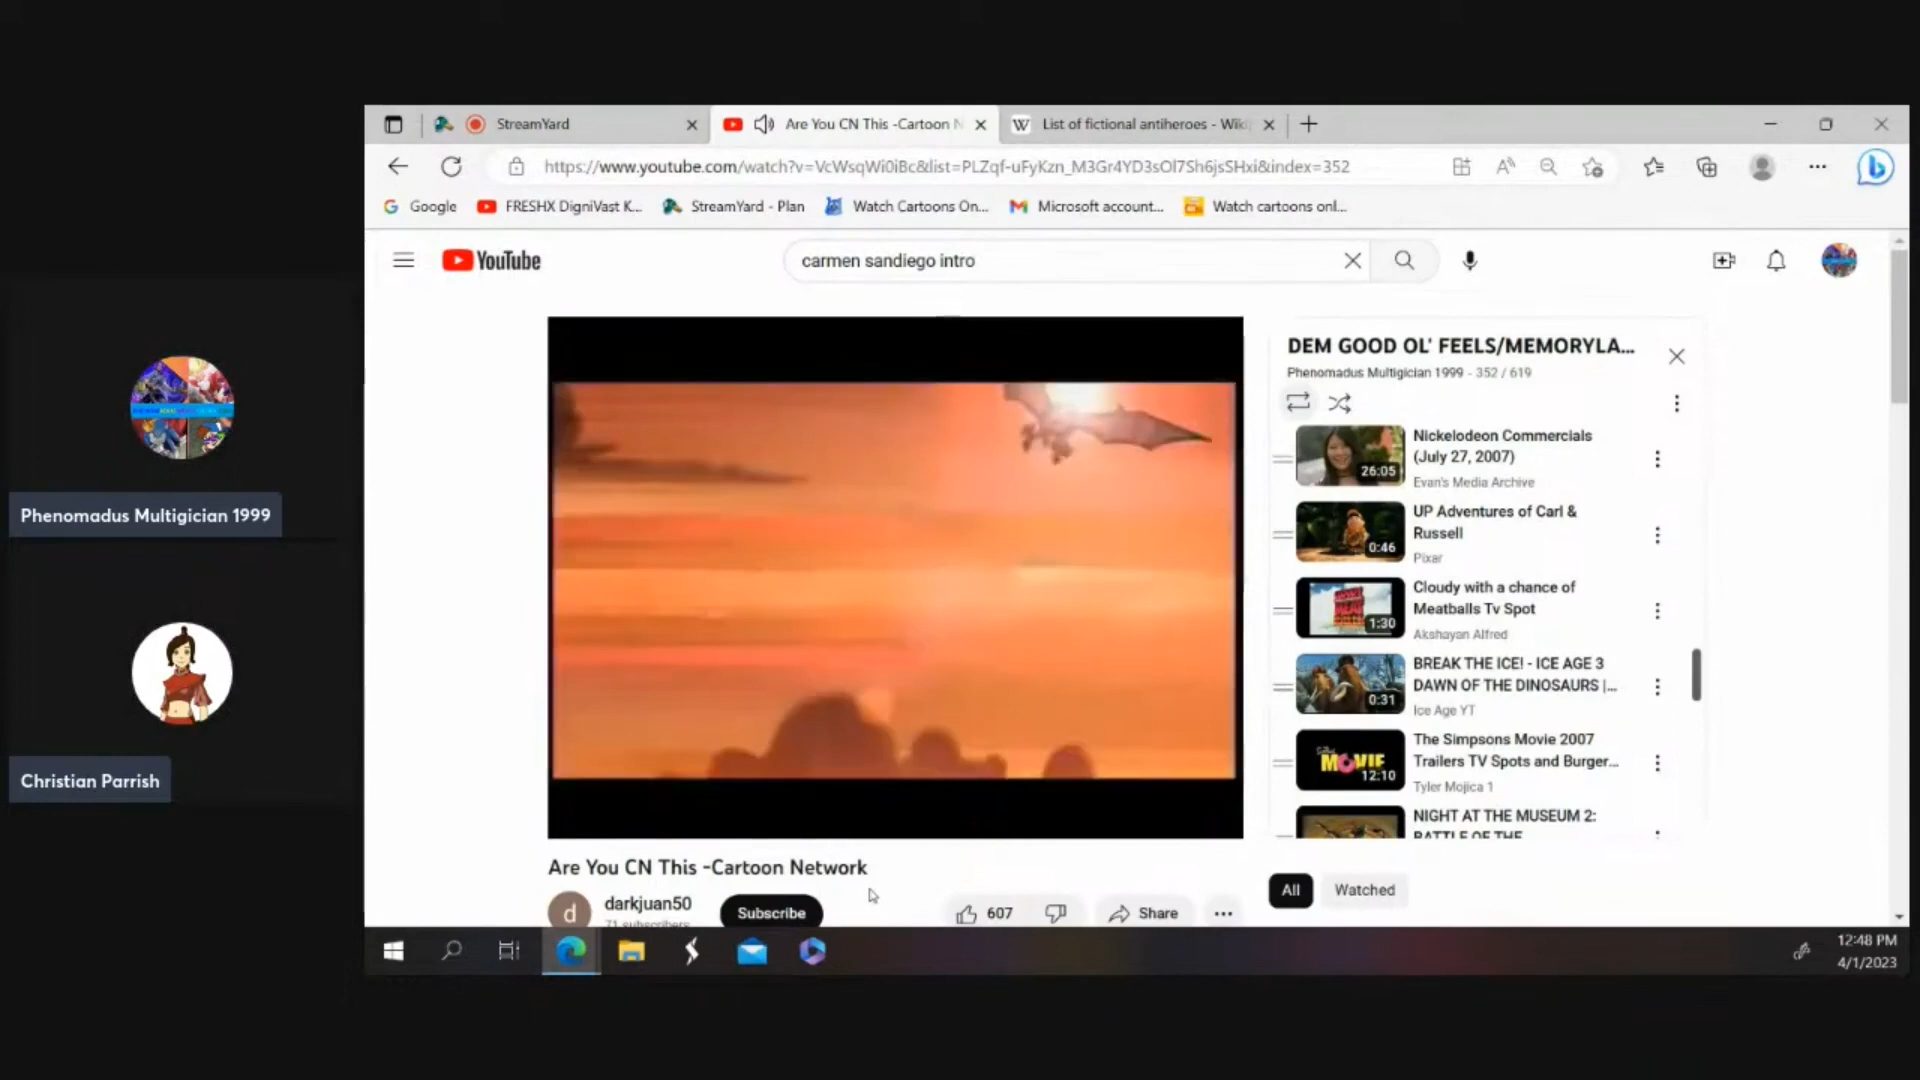 StreamYard
Are You CN This -Cartoon N
List of fictional antiheroes - Wiki
https://www.youtube.com/watch?v=VcWsqWi0iBc&list=PLZqf-uFyKzn_M3Gr4YD3sOl7Sh6jsSHxi&index=352
Google
FRESHX DigniVast K...
StreamYard - Plan
Watch Cartoons On...
Microsoft account...
Watch cartoons onl...
YouTube
carmen sandiego intro
DEM GOOD OL' FEELS/MEMORYLA...
Phenomadus Multigician 1999 - 352 / 619
Nickelodeon Commercials
(July 27, 2007)
26:05
Evan's Media Archive
UP Adventures of Carl &
Russell
0:46
Pixar
Cloudy with a chance of
Meatballs Tv Spot
1:30
Akshayan Alfred
BREAK THE ICE! - ICE AGE 3
DAWN OF THE DINOSAURS |...
0:31
Ice Age YT
The Simpsons Movie 2007
Trailers TV Spots and Burger...
MOVIE
12:10
Tyler Mojica 1
NIGHT AT THE MUSEUM 2:
BATTLE OF THE
Phenomadus Multigician 1999
Christian Parrish
Are You CN This -Cartoon Network
d
darkjuan50
71 subscribers
Subscribe
607
Share
All
Watched
12:48 PM
4/1/2023